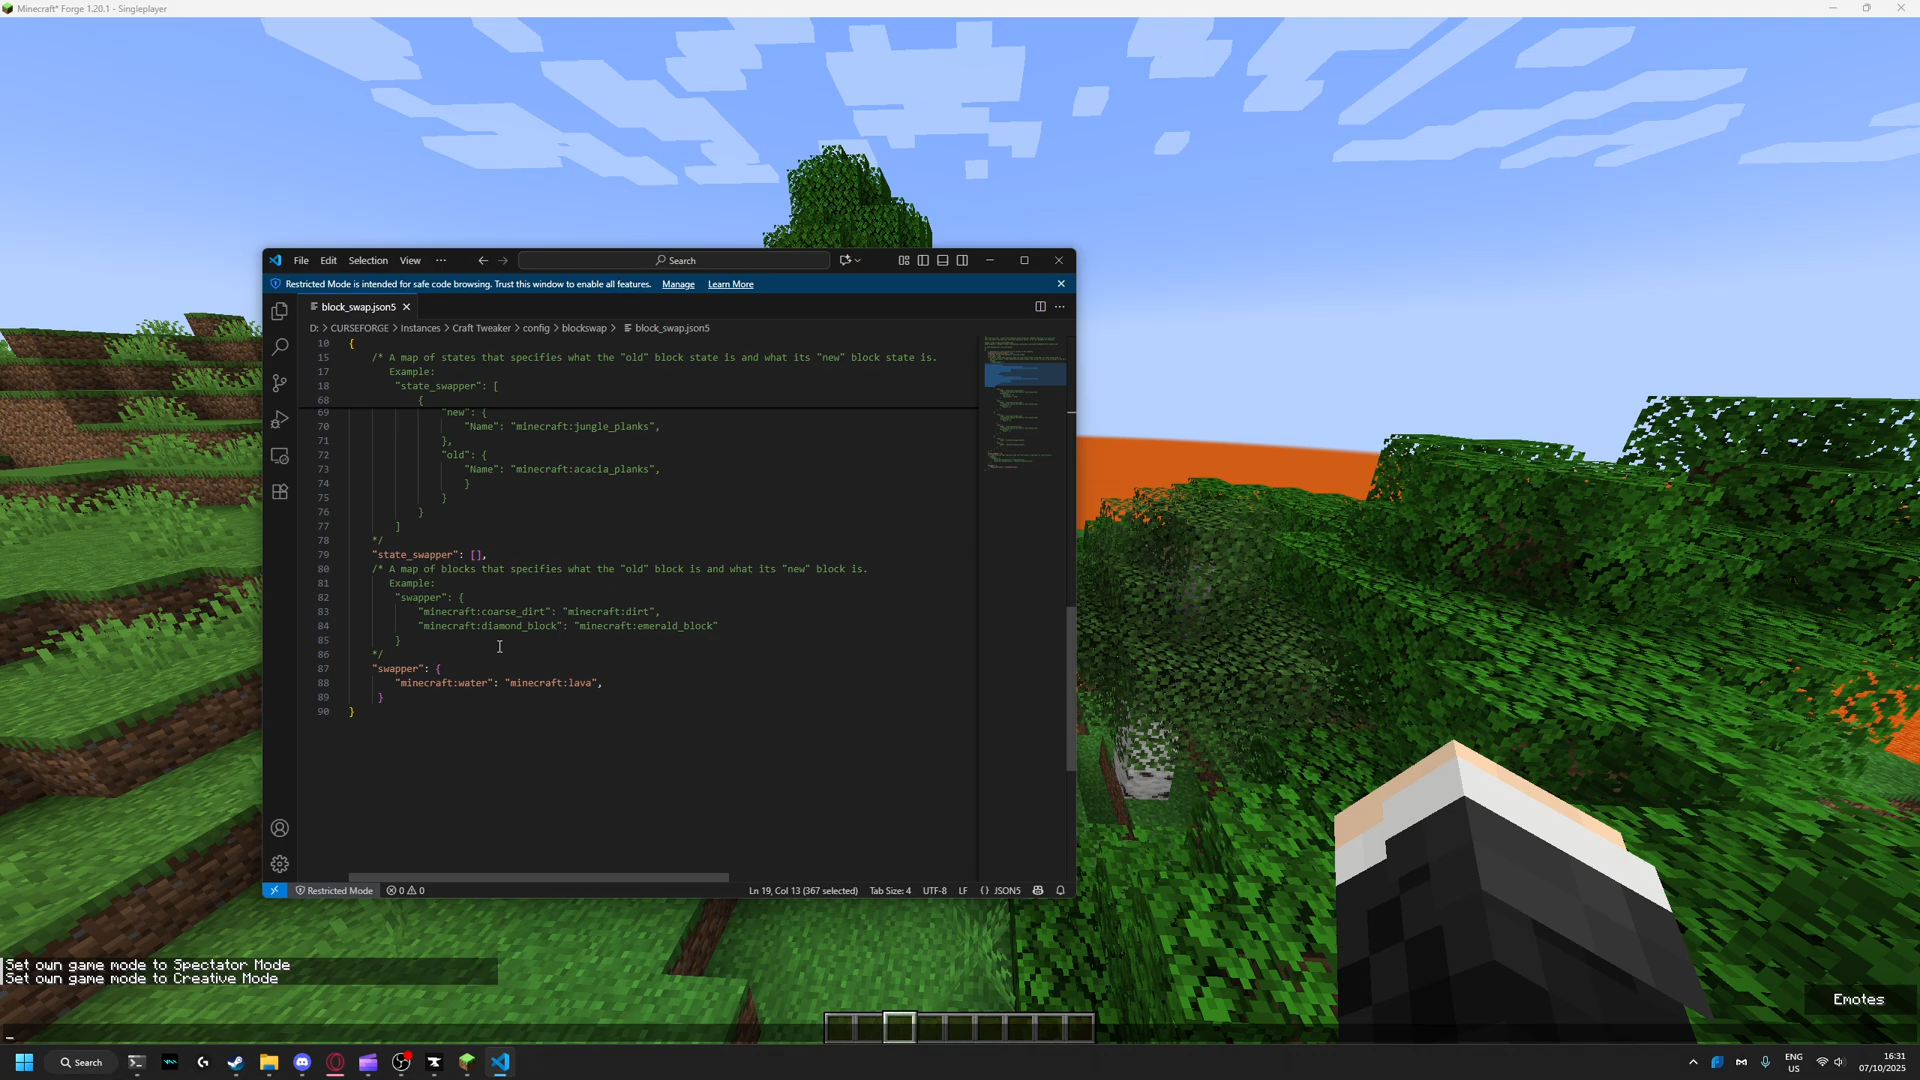 Minecraft* Forge 1.20.1 - Singleplayer
File Edit Selection View ··· Search
Restricted Mode is intended for safe code browsing. Trust this window to enable all features. Manage Learn More
block_swap.json5
D: > CURSEFORGE > Instances > Craft Tweaker > config > blockswap > block_swap.json5
10 {
15 /* A map of states that specifies what the "old" block state is and what its "new" block state is.
17 Example:
18 "state_swapper": [
68 {
69 "new": {
70 "Name": "minecraft:jungle_planks",
71 },
72 "old": {
73 "Name": "minecraft:acacia_planks",
74 }
75 }
76 }
77 ]
78 */
79 "state_swapper": [],
80 /* A map of blocks that specifies what the "old" block is and what its "new" block is.
81 Example:
82 "swapper": {
83 "minecraft:coarse_dirt": "minecraft:dirt",
84 "minecraft:diamond_block": "minecraft:emerald_block"
85 }
86 */
87 "swapper": {
88 "minecraft:water": "minecraft:lava",
89 }
90 }
Restricted Mode 0 0 Ln 19, Col 13 (367 selected) Tab Size: 4 UTF-8 LF {} JSON5
Set own game mode to Spectator Mode
Set own game mode to Creative Mode
Emotes
_
Search
ENG
US
16:31
07/10/2025